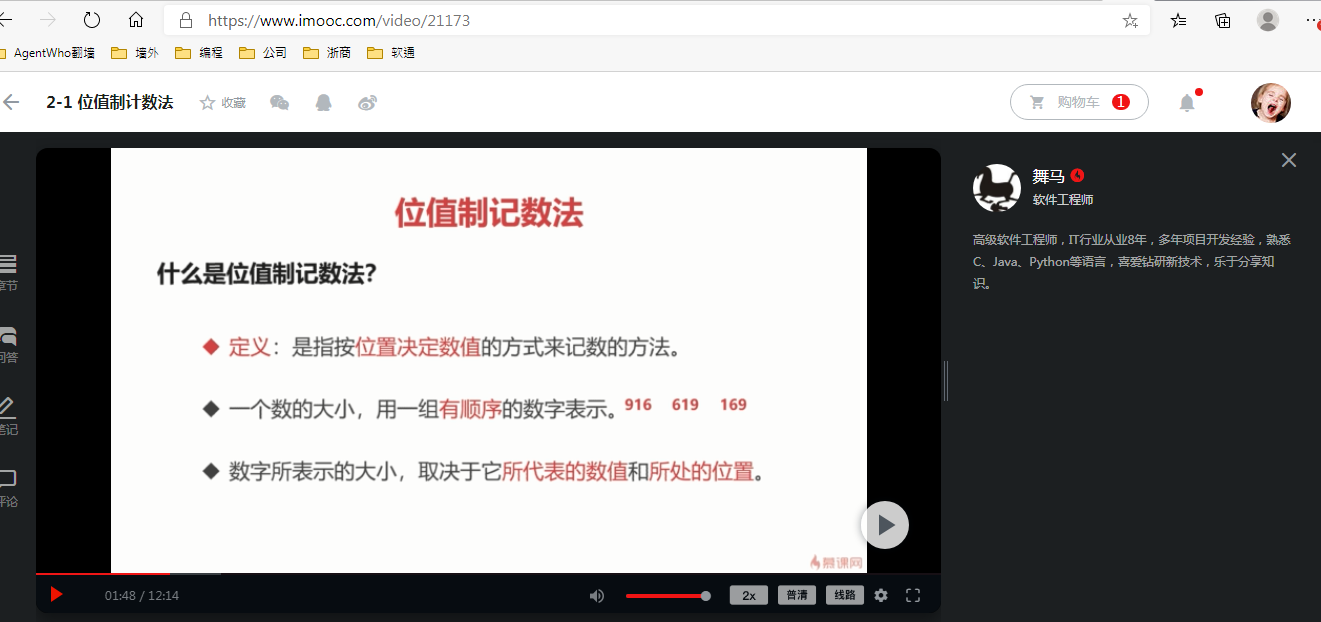 https://www.imooc.com/video/21173
AgentWho翻墙 墙外 编程 公司 浙商 软通
2-1 位值制计数法 收藏 购物车 1
位值制记数法
什么是位值制记数法?
定义：是指按位置决定数值的方式来记数的方法。
一个数的大小，用一组有顺序的数字表示。 916 619 169
数字所表示的大小，取决于它所代表的数值和所处的位置。
慕课网
01:48 / 12:14 2x 普清 线路
章节
问答
笔记
评论
舞马
软件工程师
高级软件工程师，IT行业从业8年，多年项目开发经验，熟悉
C、Java、Python等语言，喜爱钻研新技术，乐于分享知
识。